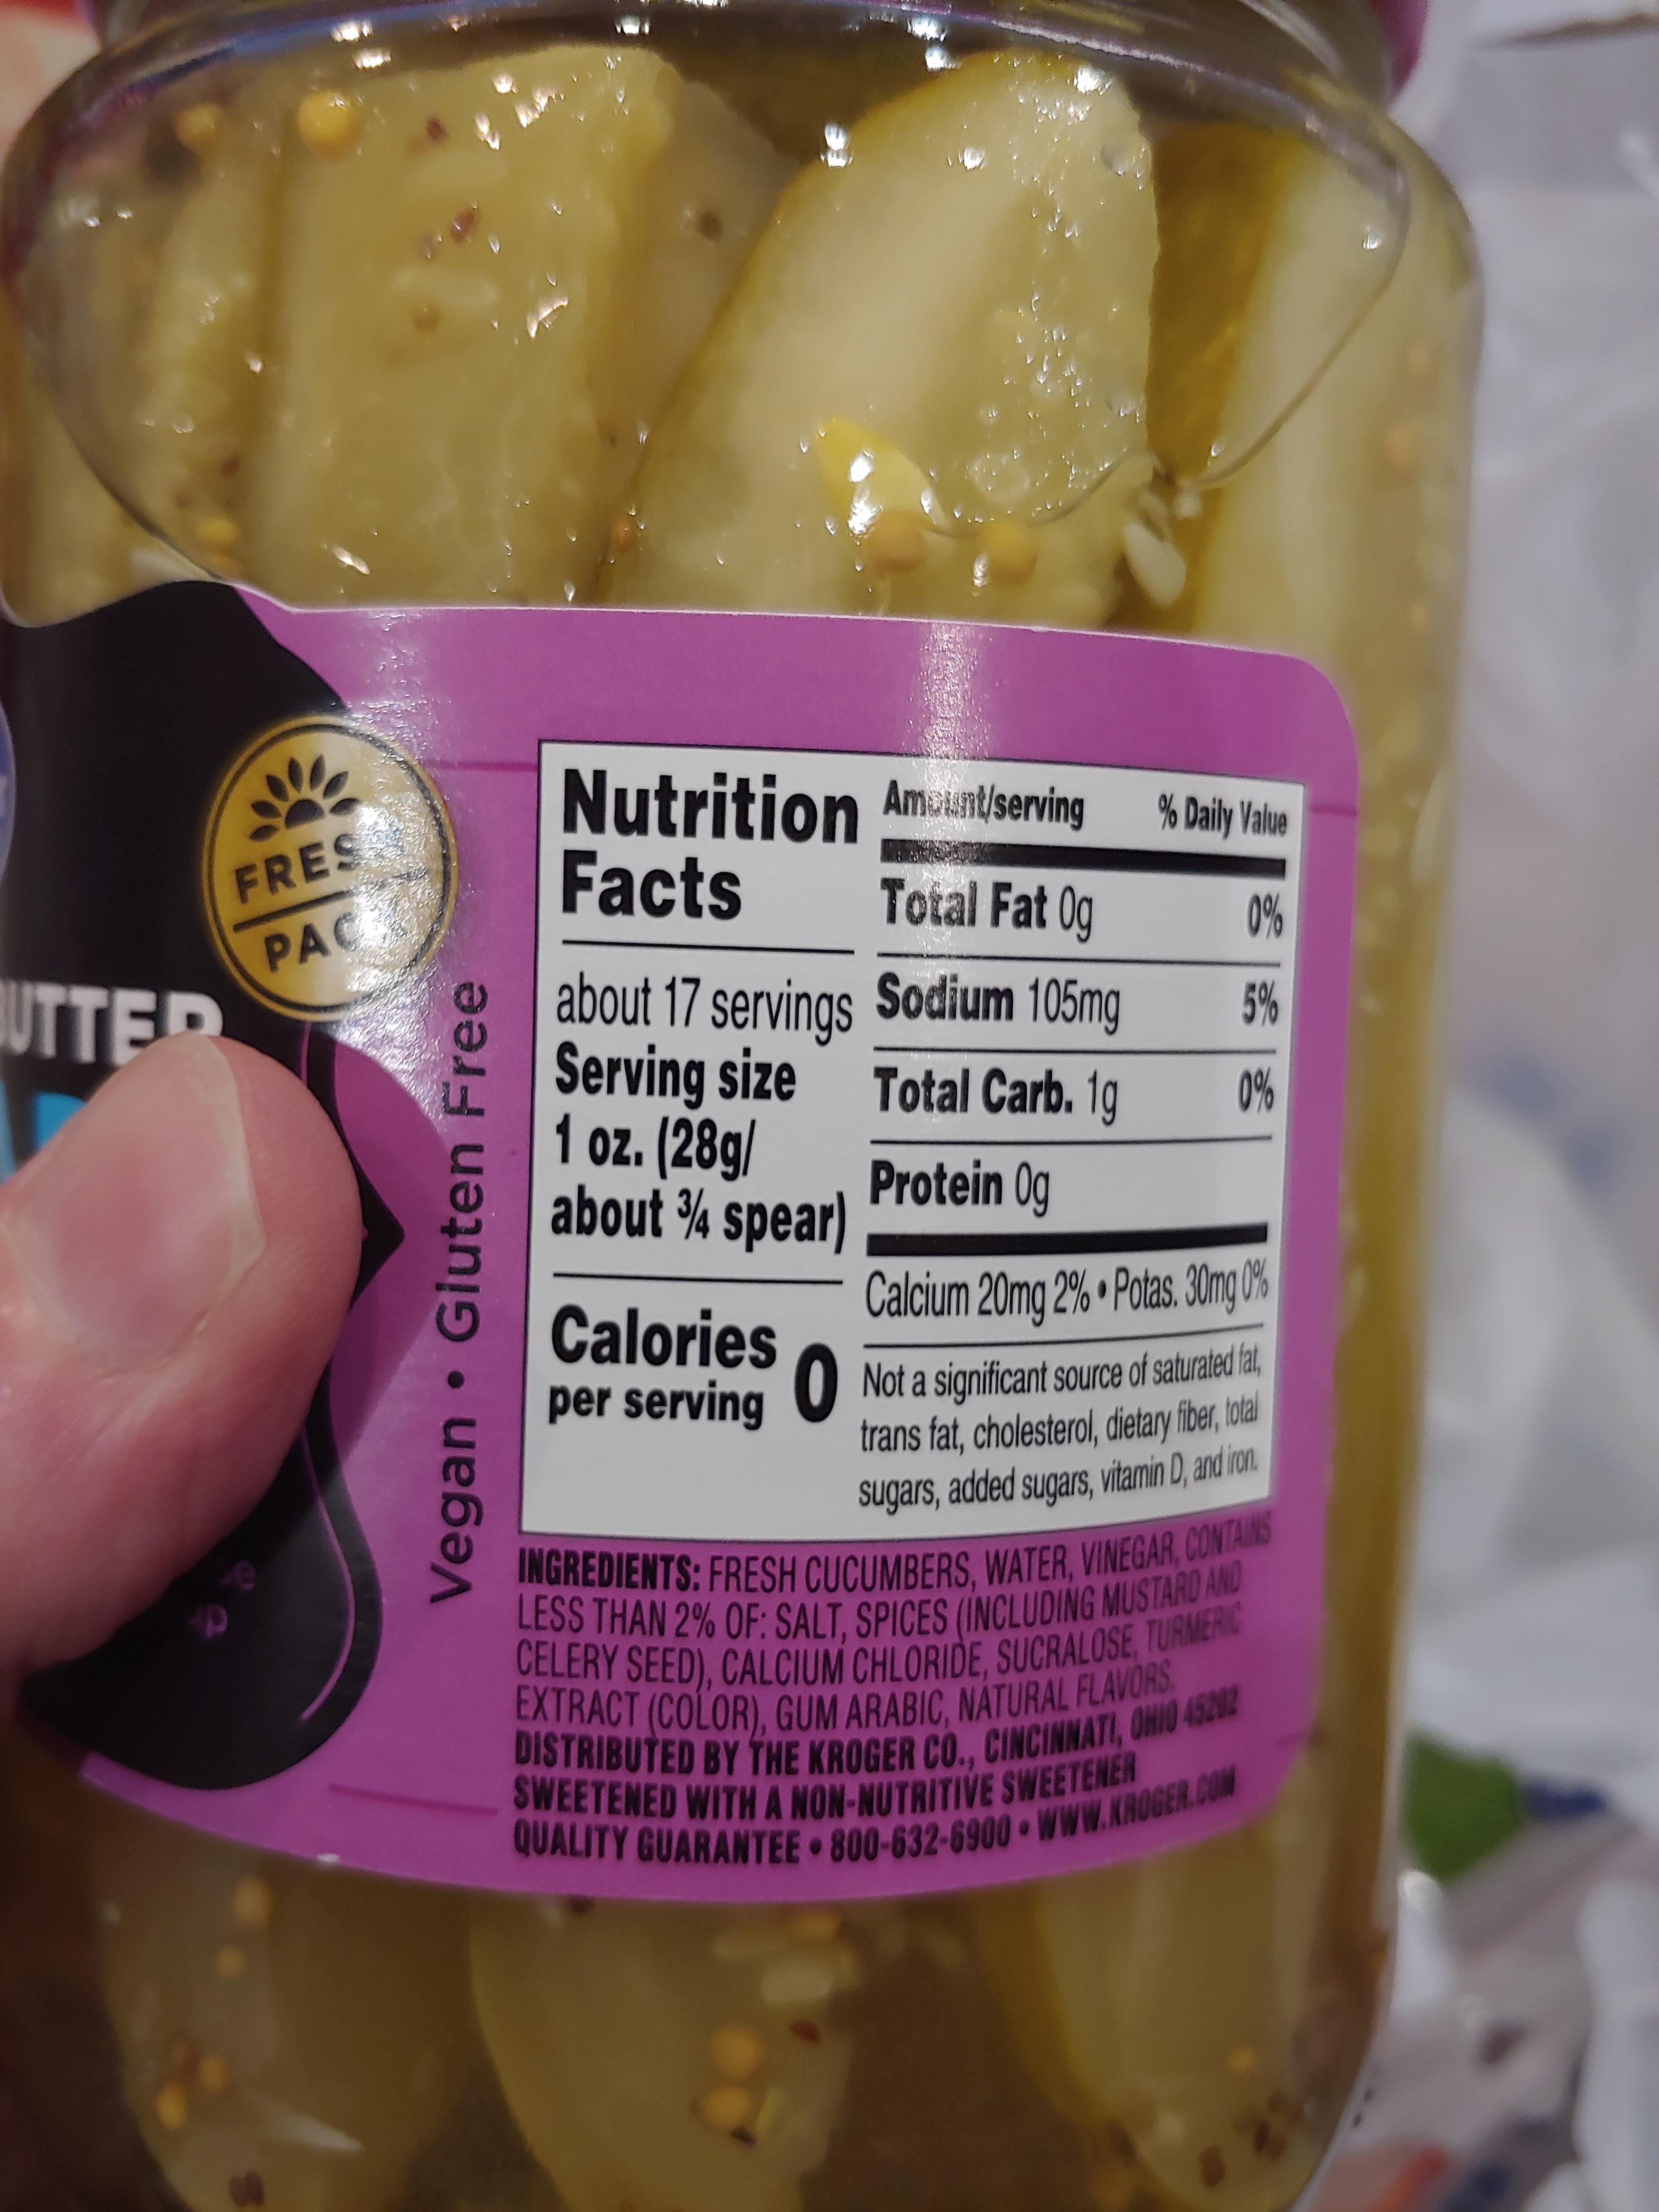 FRESH
PACK
BUTTER
Vegan • Gluten Free
Nutrition
Facts
about 17 servings
Serving size
1 oz. (28g/
about ¾ spear)
Calories
per serving 0
Amount/serving % Daily Value
Total Fat 0g 0%
Sodium 105mg 5%
Total Carb. 1g 0%
Protein 0g
Calcium 20mg 2% • Potas. 30mg 0%
Not a significant source of saturated fat,
trans fat, cholesterol, dietary fiber, total
sugars, added sugars, vitamin D, and iron.
INGREDIENTS: FRESH CUCUMBERS, WATER, VINEGAR, CONTAINS
LESS THAN 2% OF: SALT, SPICES (INCLUDING MUSTARD AND
CELERY SEED), CALCIUM CHLORIDE, SUCRALOSE, TURMERIC
EXTRACT (COLOR), GUM ARABIC, NATURAL FLAVORS.
DISTRIBUTED BY THE KROGER CO., CINCINNATI, OHIO 45202
SWEETENED WITH A NON-NUTRITIVE SWEETENER
QUALITY GUARANTEE • 800-632-6900 • WWW.KROGER.COM